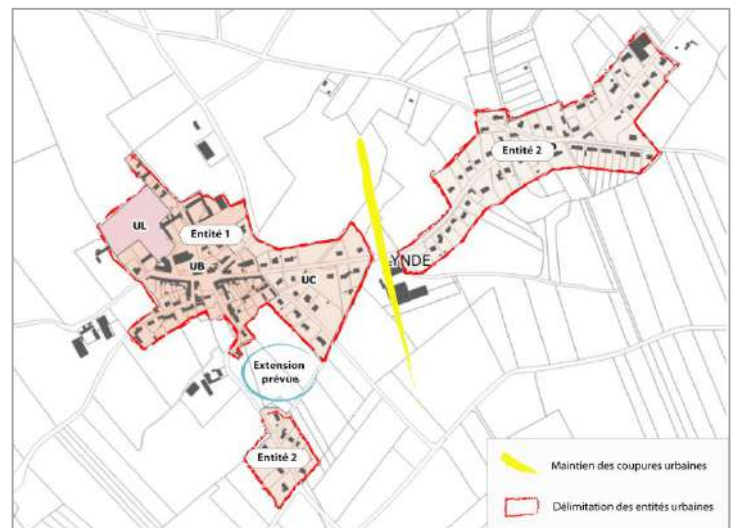 Entité 2
UL
Entité 1
YNDE
UB
UC
Extension
prévue
Entité 2
Maintien des coupures urbaines
Délimitation des entités urbaines